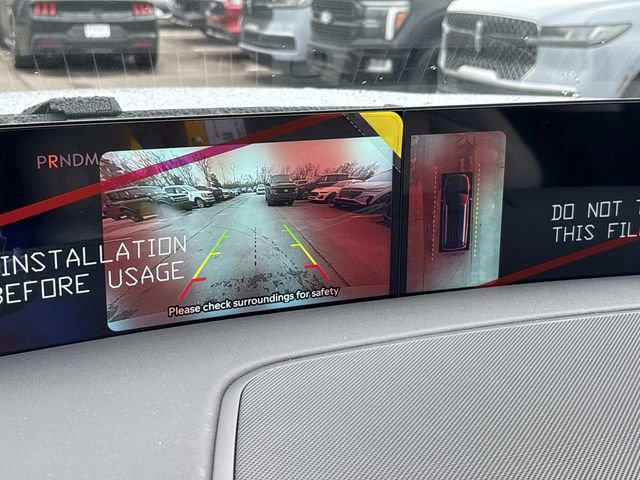 PRNDM
INSTALLATION
BEFORE USAGE
Please check surroundings for safety
DO NOT
THIS FIL